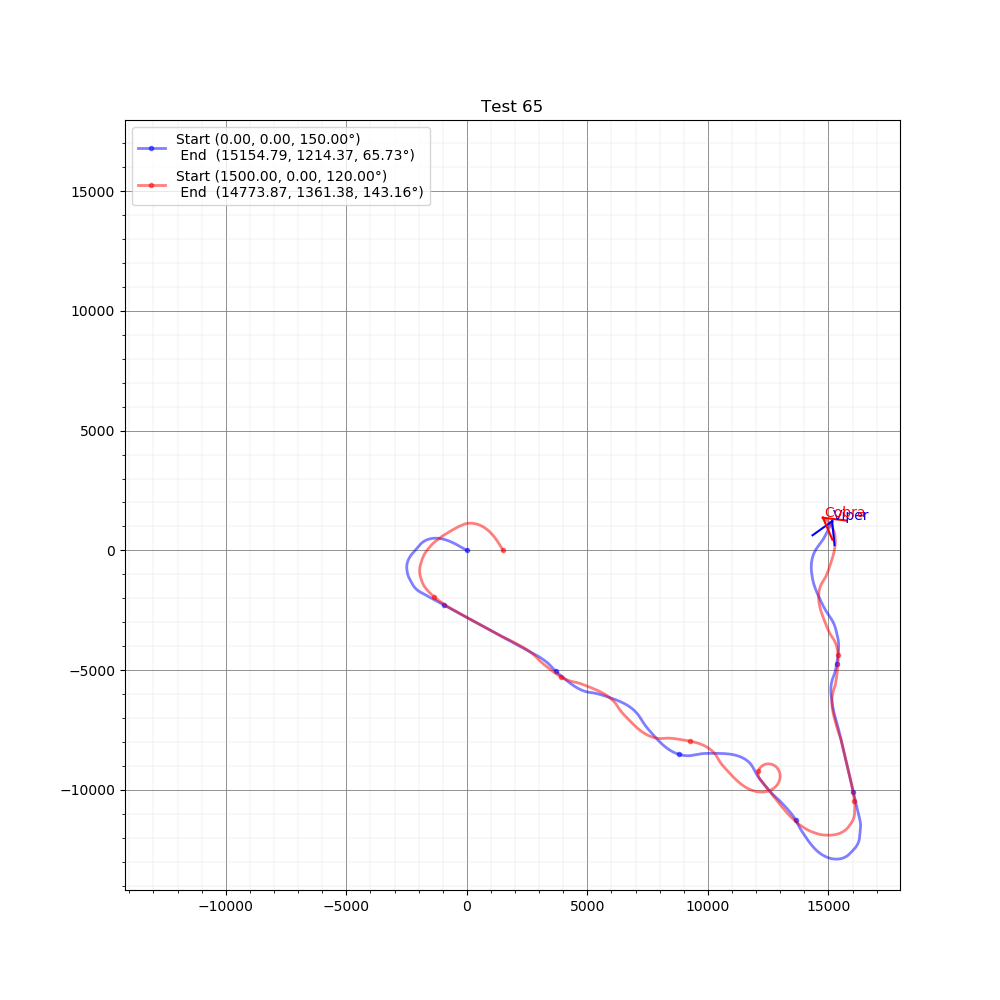 Test 65
Start (0.00, 0.00, 150.00°)
End (15154.79, 1214.37, 65.73°)
Start (1500.00, 0.00, 120.00°)
End (14773.87, 1361.38, 143.16°)
15000
10000
5000
0
−5000
−10000
Cobra
Viper
−10000 −5000 0 5000 10000 15000